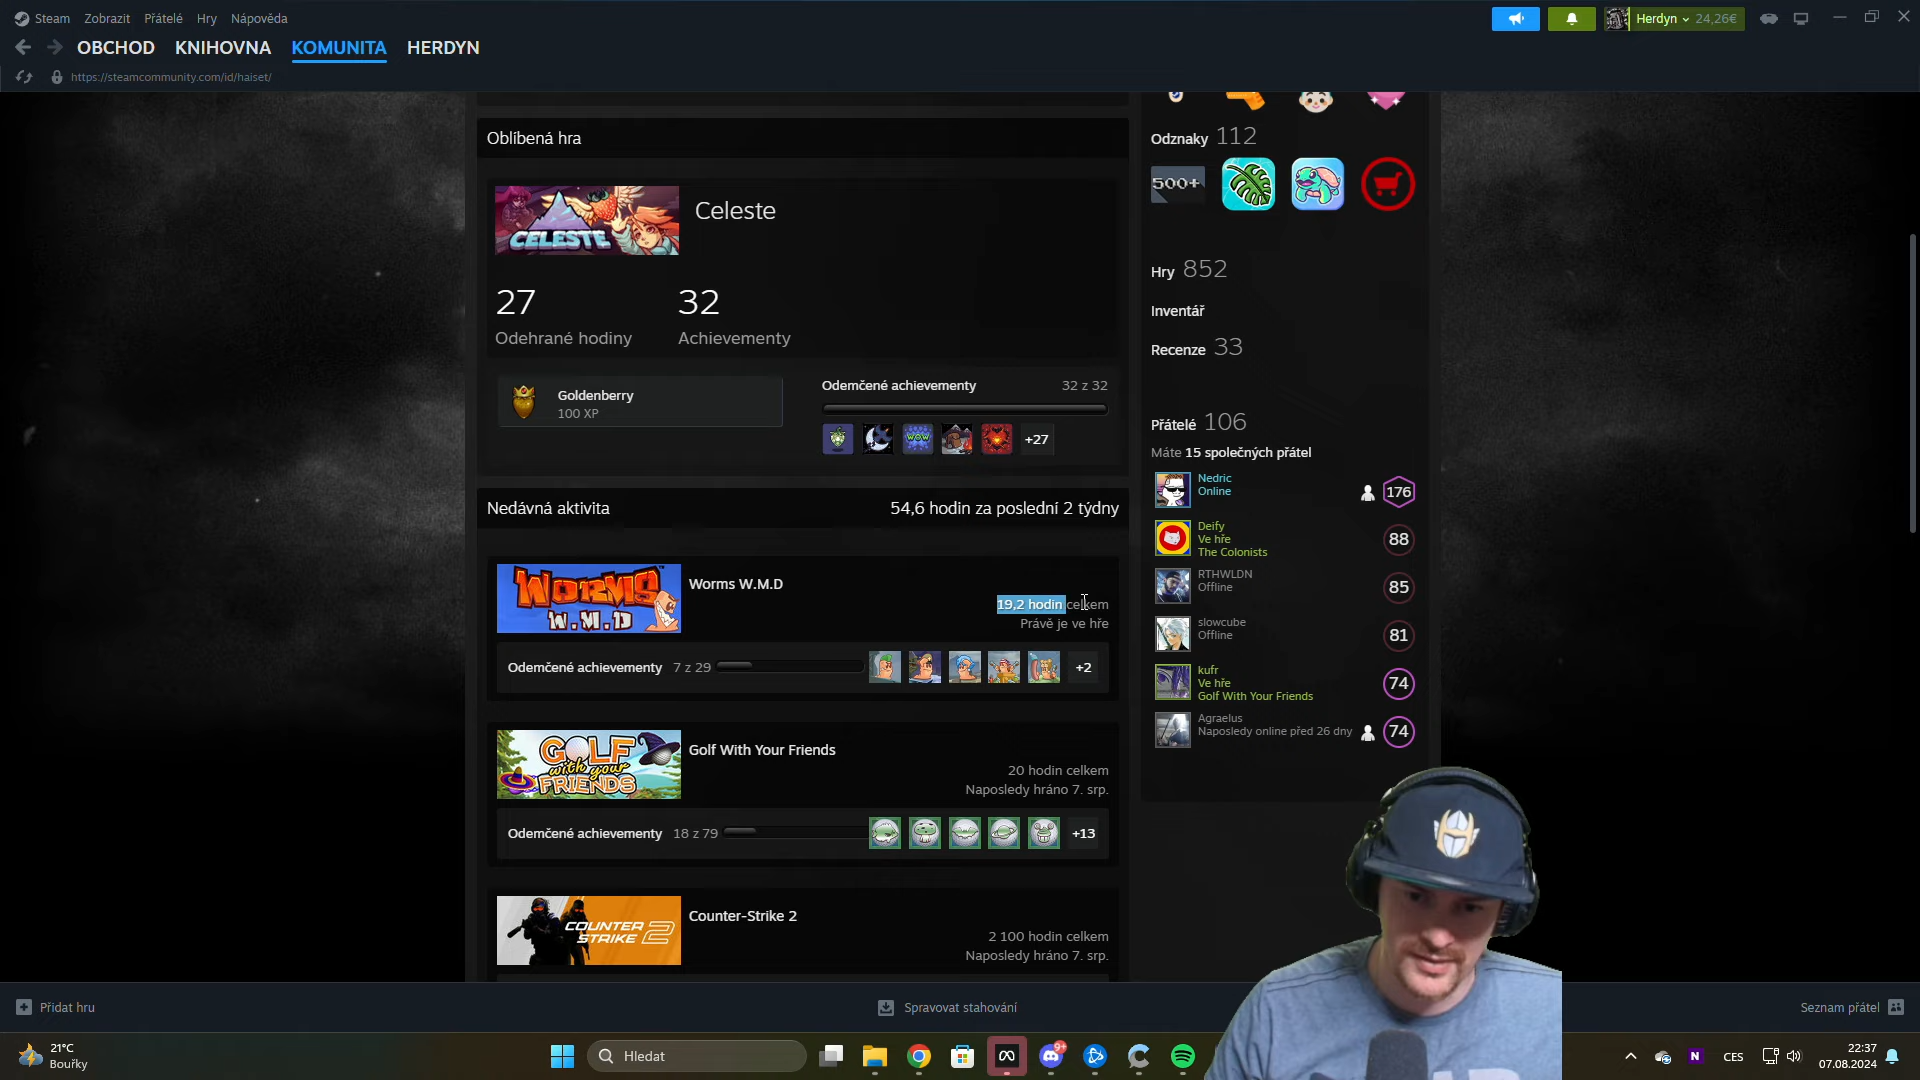 Steam
Zobrazit
Přátelé
Hry
Nápověda
Herdyn
24,26€
OBCHOD
KNIHOVNA
KOMUNITA
HERDYN
https://steamcommunity.com/id/haiset/
Oblíbená hra
CELESTE
Celeste
27
Odehrané hodiny
32
Achievementy
Goldenberry
100 XP
Odemčené achievementy
32 z 32
WOW
+27
Nedávná aktivita
54,6 hodin za poslední 2 týdny
WORMS
W.M.D
Worms W.M.D
19,2 hodin celkem
Právě je ve hře
Odemčené achievementy 7 z 29
+2
GOLF
with your
FRIENDS
Golf With Your Friends
20 hodin celkem
Naposledy hráno 7. srp.
Odemčené achievementy 18 z 79
+13
COUNTER
STRIKE 2
Counter-Strike 2
2 100 hodin celkem
Naposledy hráno 7. srp.
Odznaky 112
500+
Hry 852
Inventář
Recenze 33
Přátelé 106
Máte 15 společných přátel
Nedric
Online
176
Deify
Ve hře
The Colonists
88
RTHWLDN
Offline
85
slowcube
Offline
81
kufr
Ve hře
Golf With Your Friends
74
Agraelus
Naposledy online před 26 dny
74
Přidat hru
Spravovat stahování
Seznam přátel
21°C
Bouřky
Hledat
9+
N
CES
22:37
07.08.2024